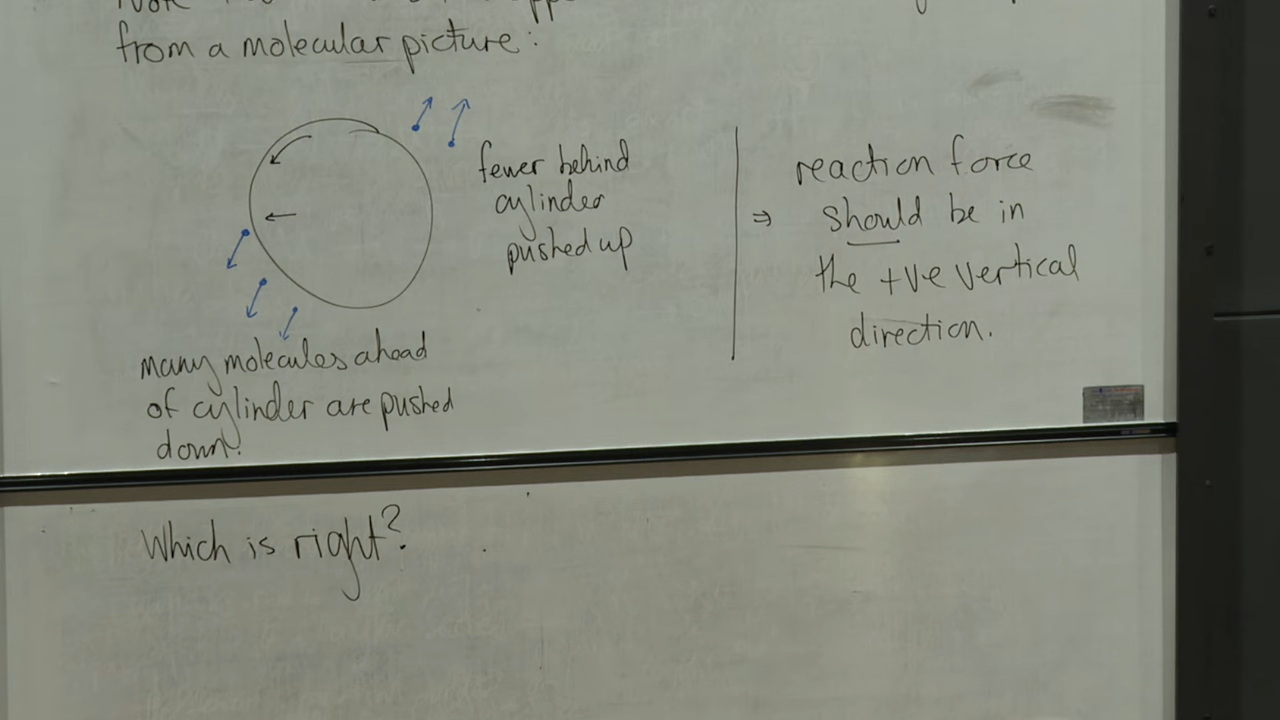 from a molecular picture:
fewer behind
cylinder
pushed up
many molecules ahead
of cylinder are pushed
down!
⇒ reaction force
should be in
the +ve vertical
direction.
Which is right?